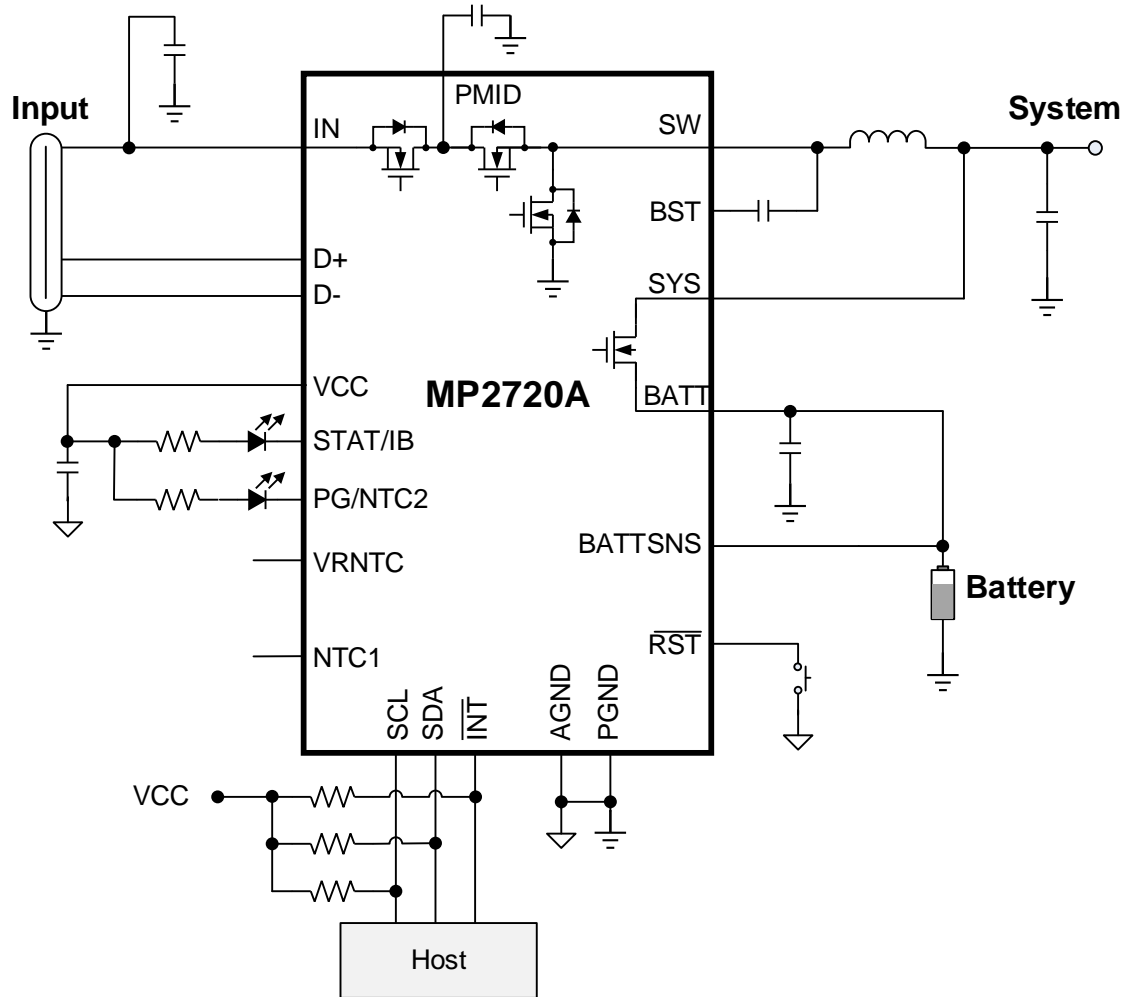 Input
PMID
IN
SW
System
BST
D+
D-
SYS
VCC
MP2720A
BATT
STAT/IB
PG/NTC2
BATTSNS
VRNTC
Battery
RST
NTC1
SCL
SDA
INT
AGND
PGND
VCC
Host